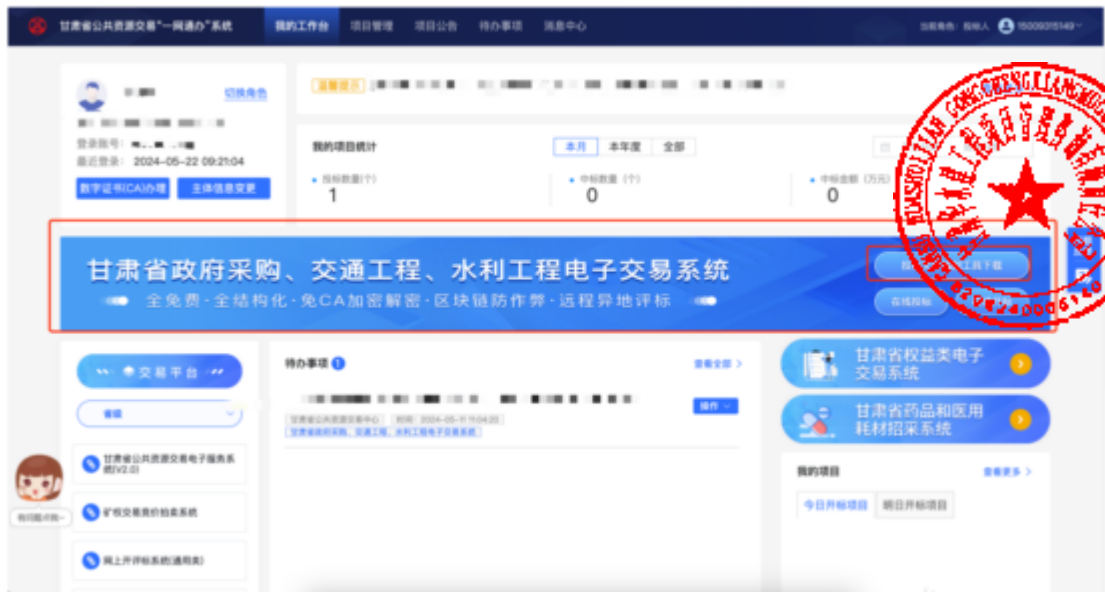 甘肃省公共资源交易“一网通办”系统
我的工作台 项目管理 项目公告 待办事项 消息中心
当前角色：投标人 15009315149
切换角色
登录账号：
最近登录： 2024-05-22 09:21:04
数字证书(CA)办理 主体信息变更
温馨提示
我的项目统计 本月 本年度 全部
投标数量(个) 中标数量（个） 中标金额（万元）
1 0 0
甘肃省政府采购、交通工程、水利工程电子交易系统
全免费·全结构化·免CA加密解密·区块链防作弊·远程异地评标
工具下载
在线投标
交易平台
省级
甘肃省公共资源交易电子服务系
统(V2.0)
矿权交易竞价拍卖系统
网上开评标系统(通用类)
有问题点我~
待办事项 1 查看全部 >
操作
甘肃省公共资源交易中心 时间：2024-05-11 11:04:20
甘肃省政府采购、交通工程、水利工程电子交易系统
甘肃省权益类电子
交易系统
甘肃省药品和医用
耗材招采系统
我的项目 查看更多 >
今日开标项目 明日开标项目